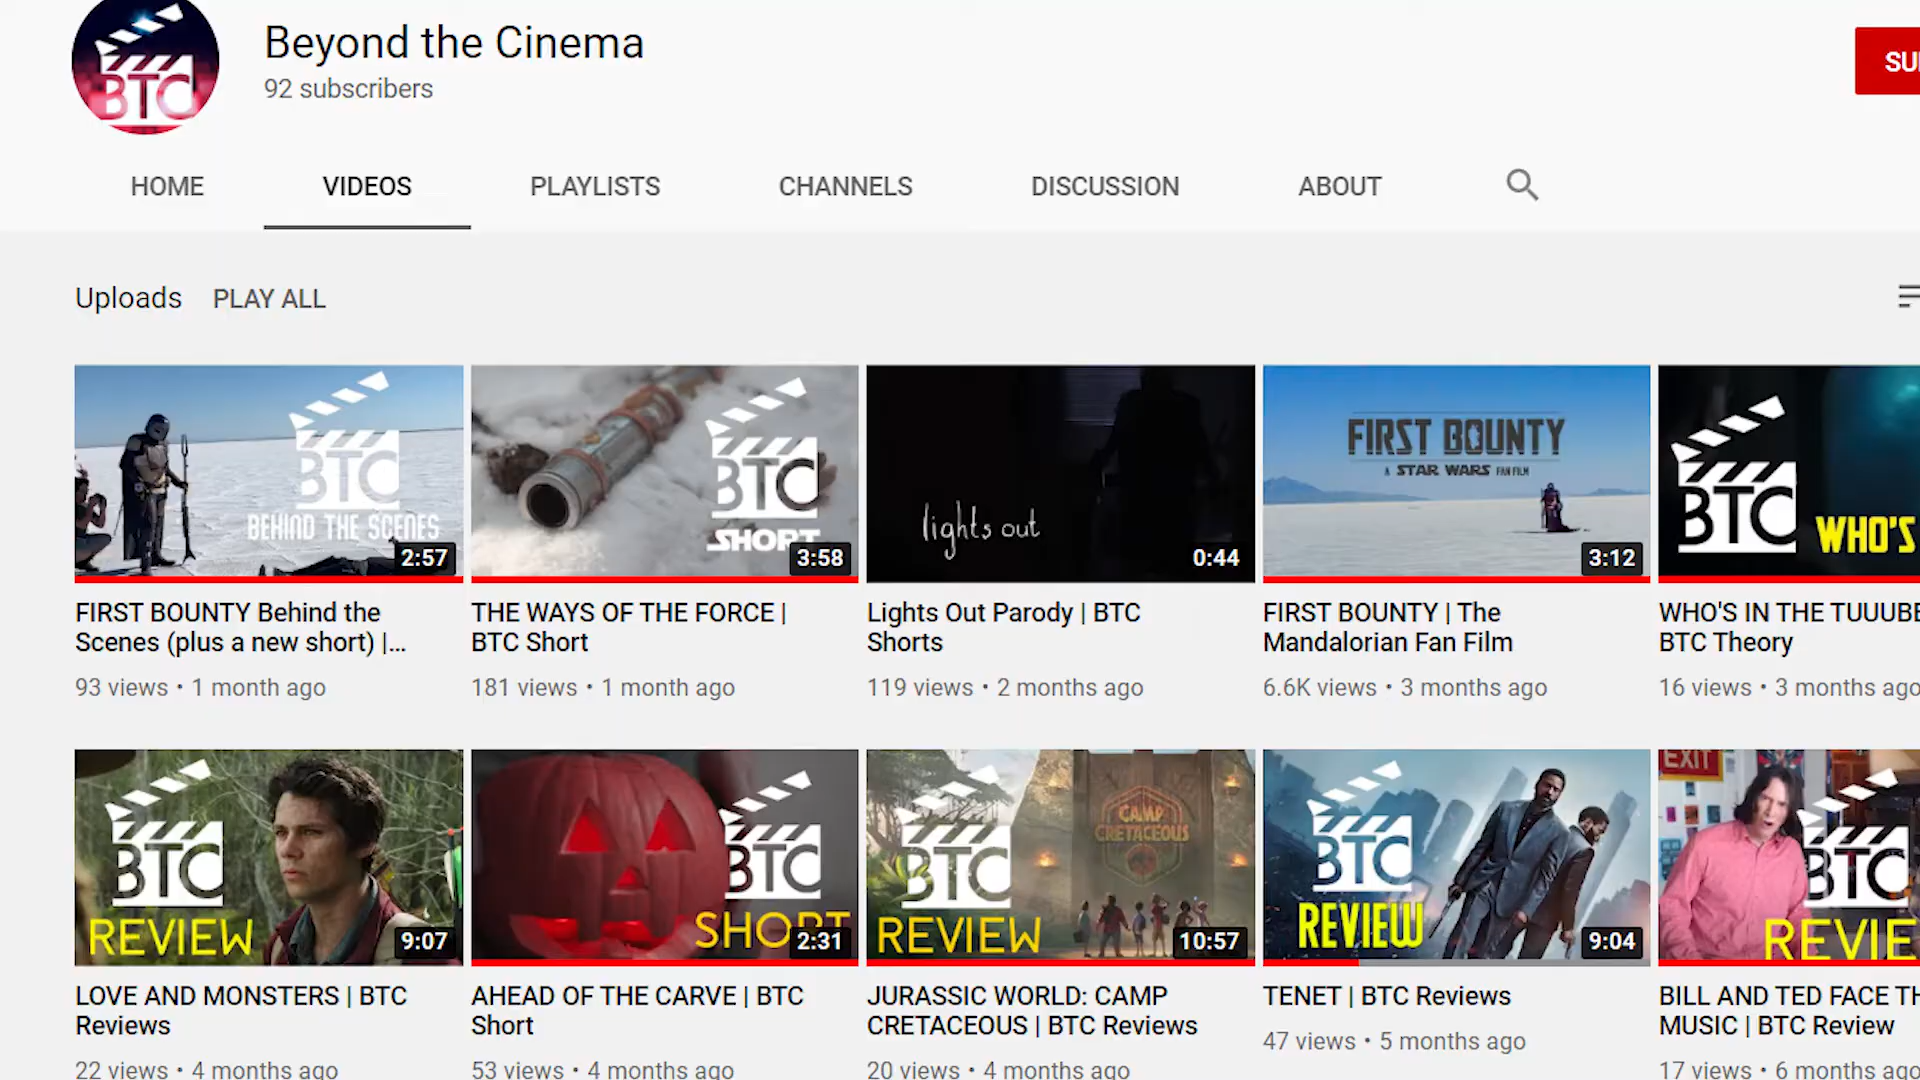 BTC
Beyond the Cinema
92 subscribers
SU
HOME VIDEOS PLAYLISTS CHANNELS DISCUSSION ABOUT
Uploads PLAY ALL
BTC
BEHIND THE SCENES
2:57
BTC
SHORT
3:58
lights out
0:44
FIRST BOUNTY
A STAR WARS FAN FILM
3:12
BTC
WHO'S
FIRST BOUNTY Behind the
Scenes (plus a new short) |...
93 views • 1 month ago
THE WAYS OF THE FORCE |
BTC Short
181 views • 1 month ago
Lights Out Parody | BTC
Shorts
119 views • 2 months ago
FIRST BOUNTY | The
Mandalorian Fan Film
6.6K views • 3 months ago
WHO'S IN THE TUUUBE
BTC Theory
16 views • 3 months ago
BTC
REVIEW
9:07
BTC
SHORT
2:31
BTC
REVIEW
CAMP
CRETACEOUS
10:57
BTC
REVIEW
9:04
EXIT
BTC
REVIE
LOVE AND MONSTERS | BTC
Reviews
22 views • 4 months ago
AHEAD OF THE CARVE | BTC
Short
53 views • 4 months ago
JURASSIC WORLD: CAMP
CRETACEOUS | BTC Reviews
20 views • 4 months ago
TENET | BTC Reviews
47 views • 5 months ago
BILL AND TED FACE TH
MUSIC | BTC Review
17 views • 6 months ago